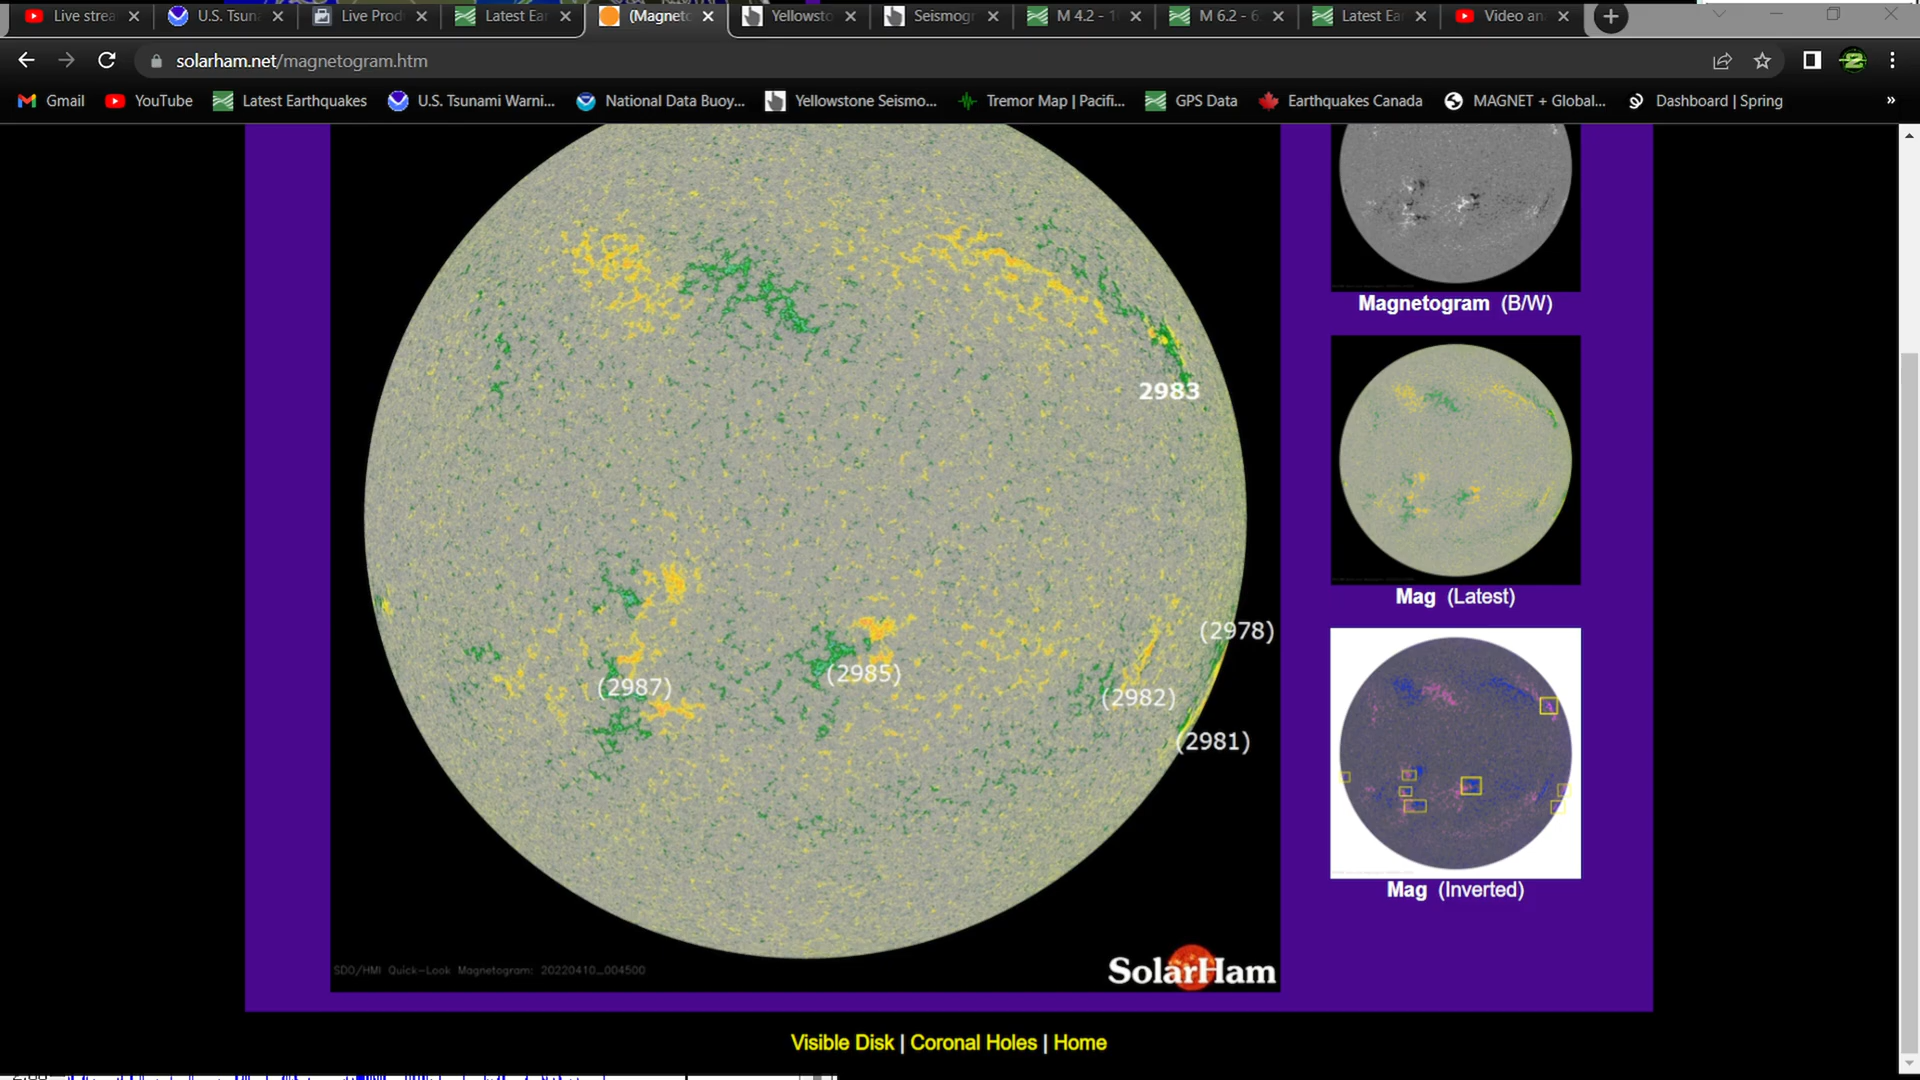 Live strea
U.S. Tsun
Live Prod
Latest Ear
(Magneto
Yellowsto
Seismogr
M 4.2 - 1
M 6.2 - 6
Latest Ear
Video an
solarham.net/magnetogram.htm
Gmail
YouTube
Latest Earthquakes
U.S. Tsunami Warni...
National Data Buoy...
Yellowstone Seismo...
Tremor Map | Pacifi...
GPS Data
Earthquakes Canada
MAGNET + Global...
Dashboard | Spring
»
2983
(2978)
(2985)
(2987)
(2982)
(2981)
SDO/HMI Quick-Look Magnetogram: 20220410_004500
SolarHam
Magnetogram (B/W)
Mag (Latest)
Mag (Inverted)
Visible Disk | Coronal Holes | Home